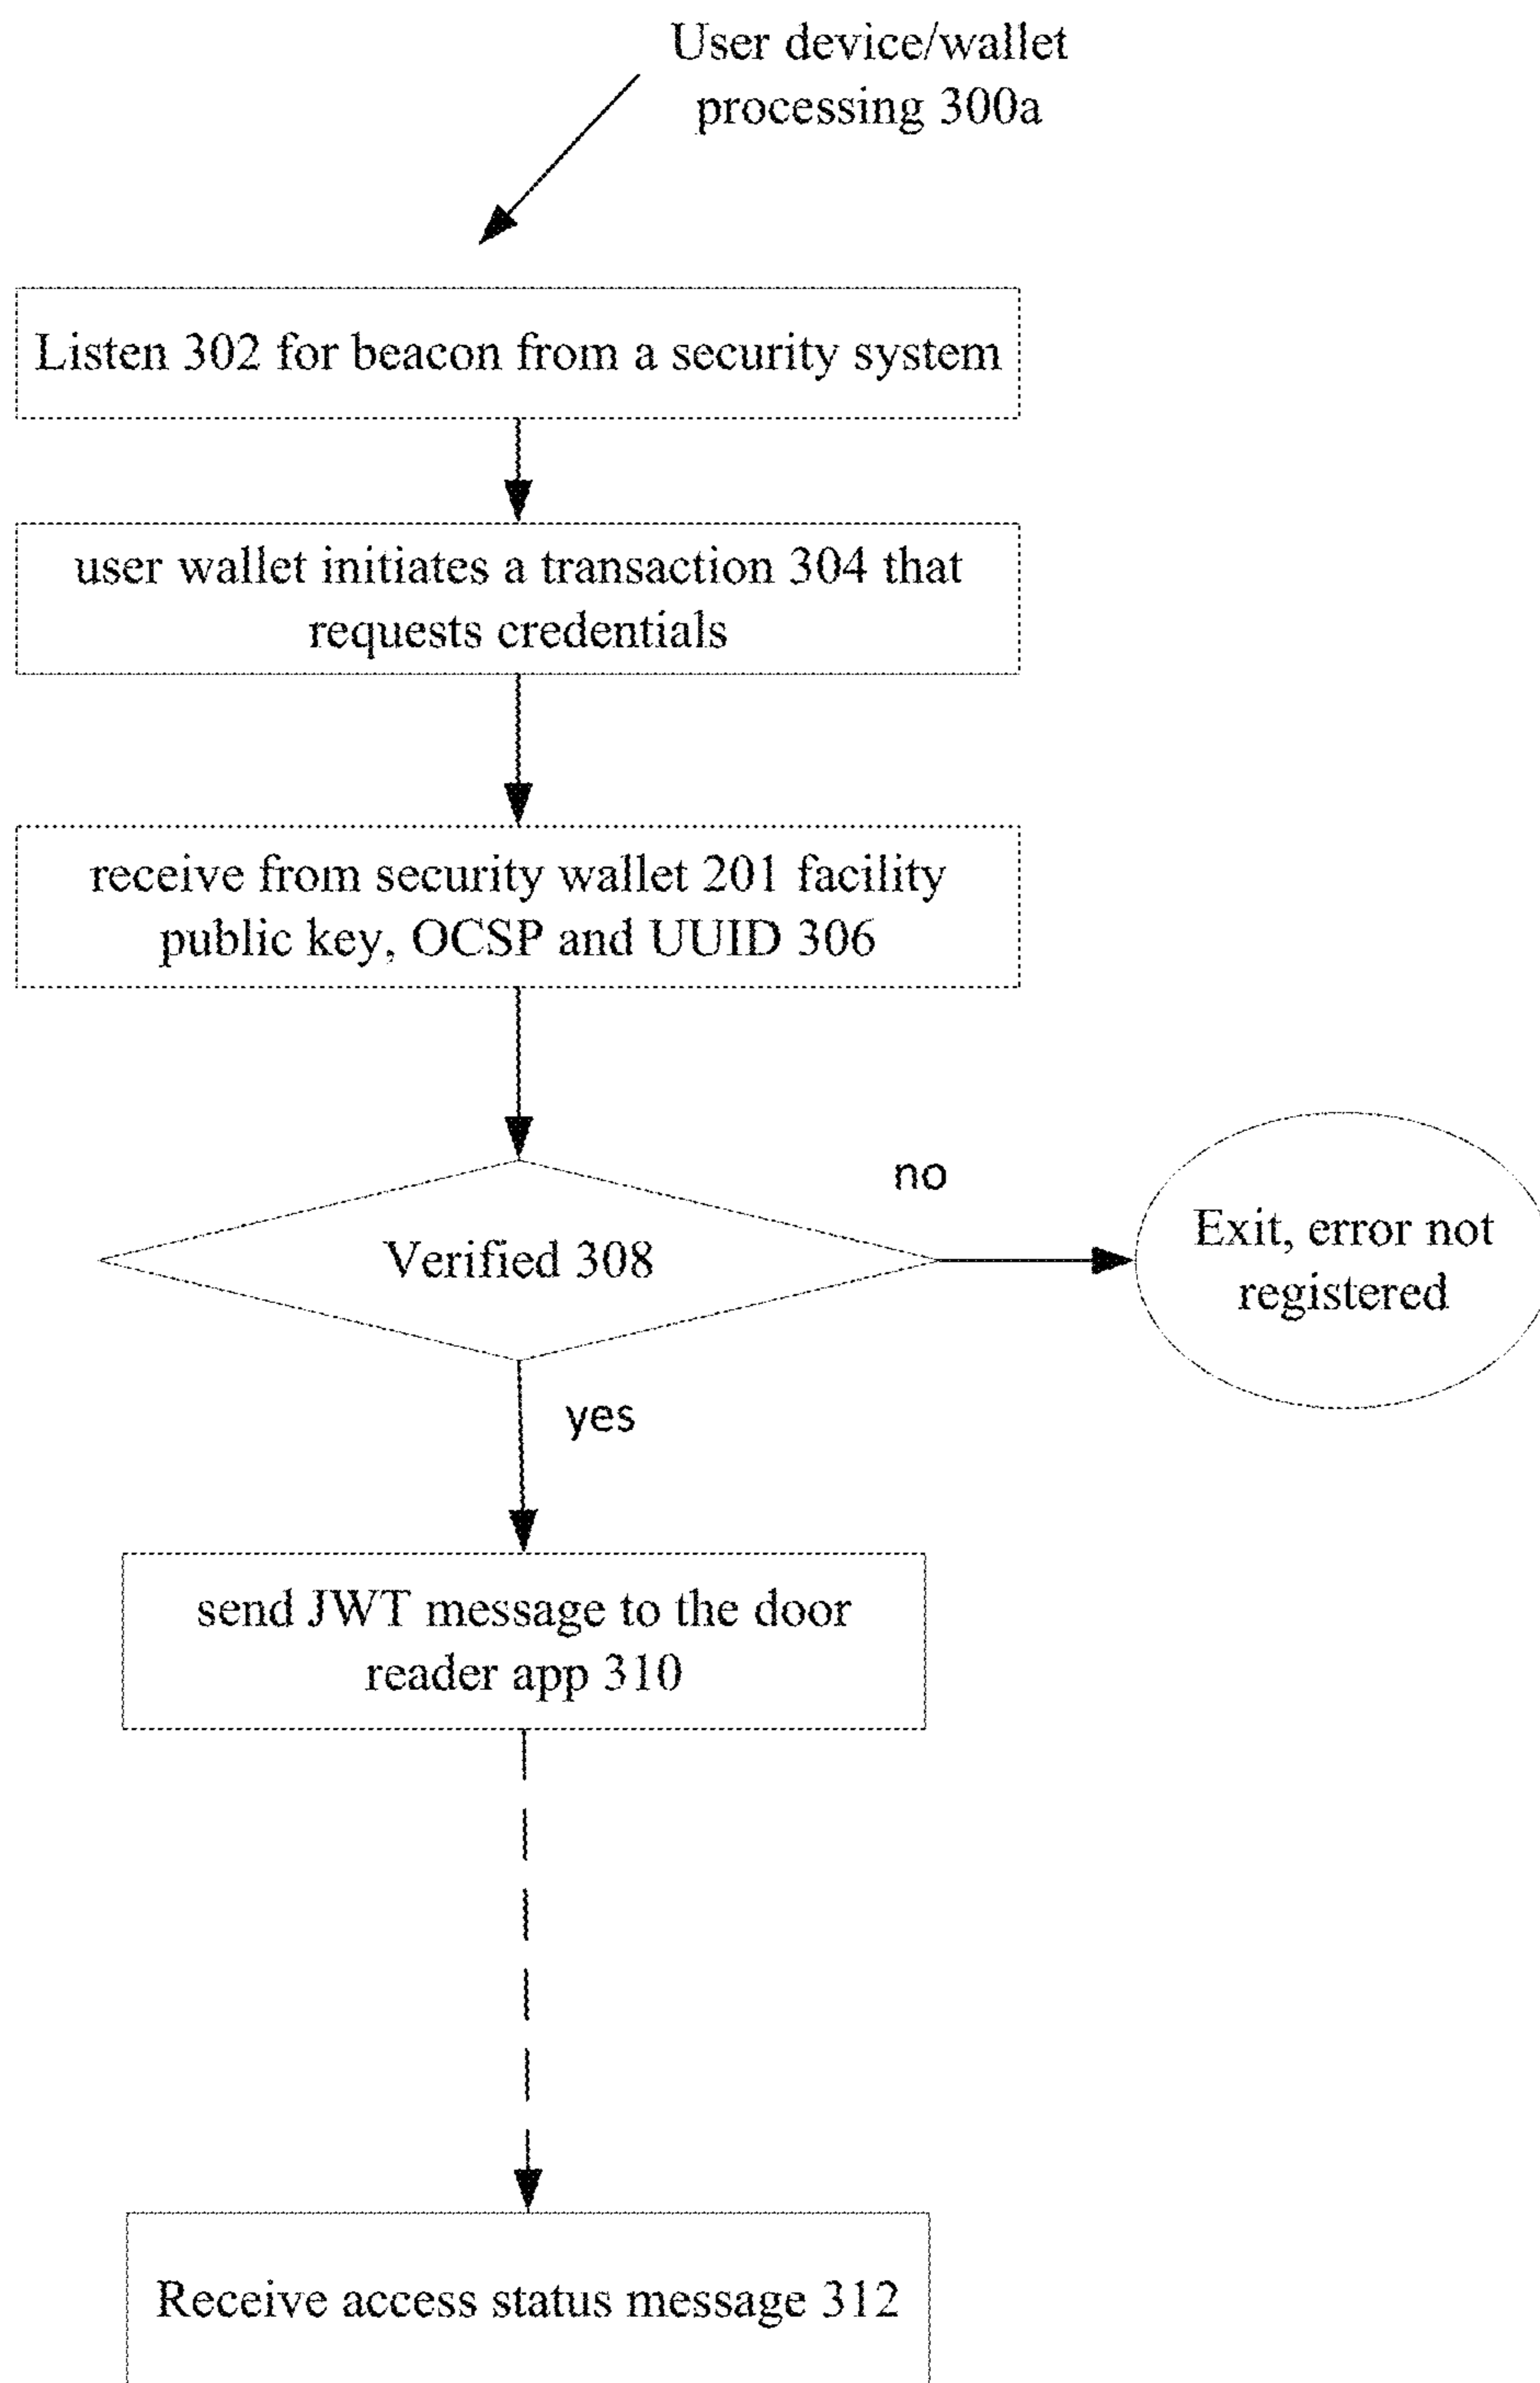 User device/wallet
processing 300a
Listen 302 for beacon from a security system
user wallet initiates a transaction 304 that
requests credentials
receive from security wallet 201 facility
public key, OCSP and UUID 306
no
Verified 308
Exit, error not
registered
yes
send JWT message to the door
reader app 310
Receive access status message 312